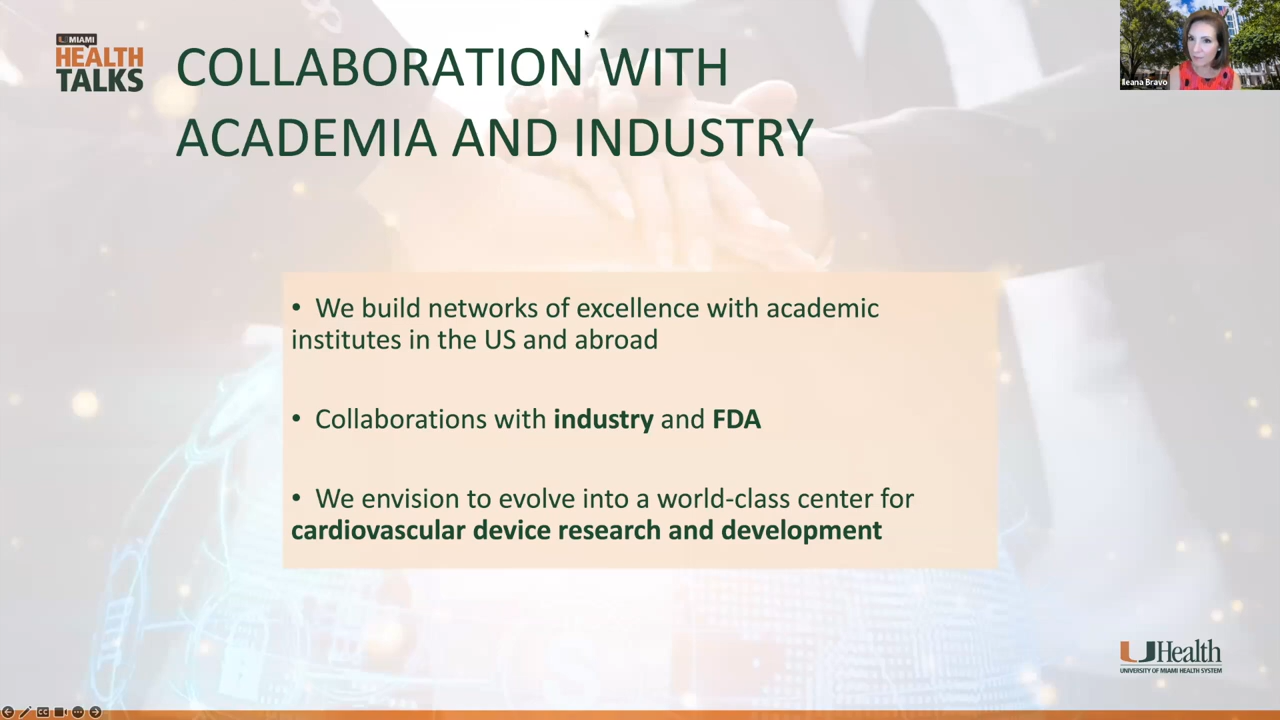 U MIAMI
HEALTH
TALKS
COLLABORATION WITH
ACADEMIA AND INDUSTRY
Ileana Bravo
• We build networks of excellence with academic
institutes in the US and abroad
• Collaborations with industry and FDA
• We envision to evolve into a world-class center for
cardiovascular device research and development
UHealth
UNIVERSITY OF MIAMI HEALTH SYSTEM
CC